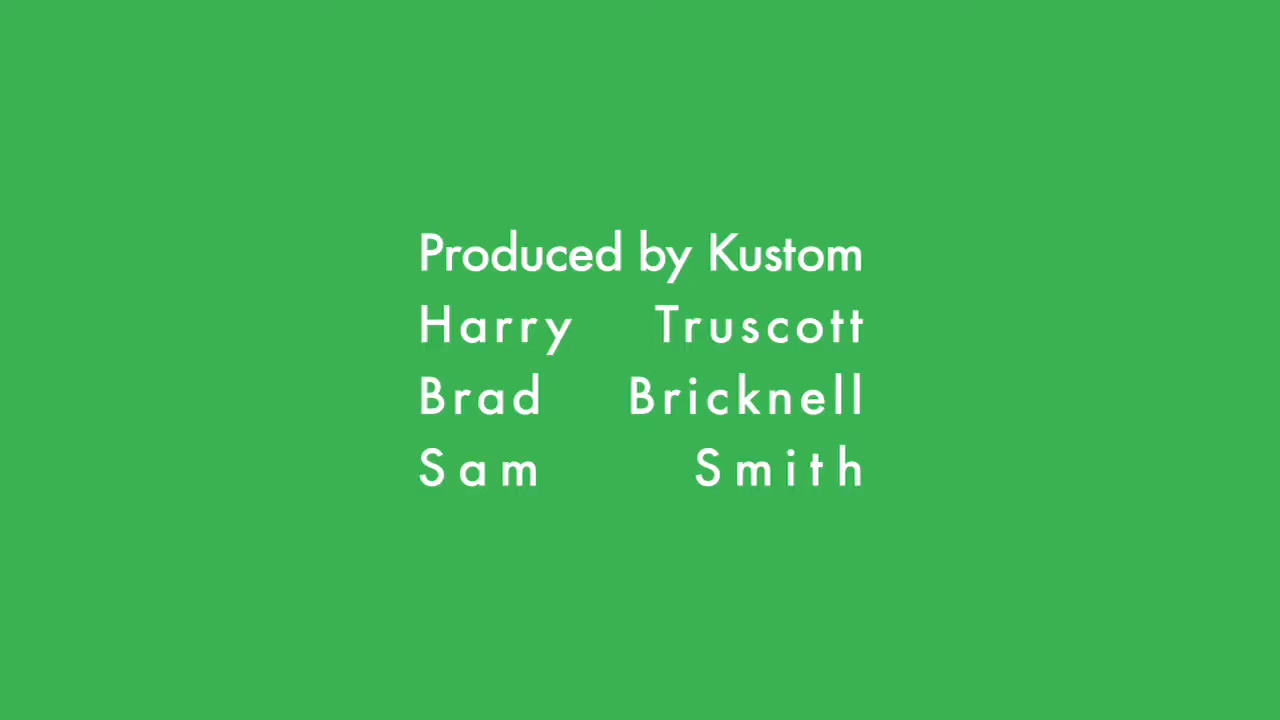 Produced by Kustom
Harry Truscott
Brad Bricknell
Sam Smith